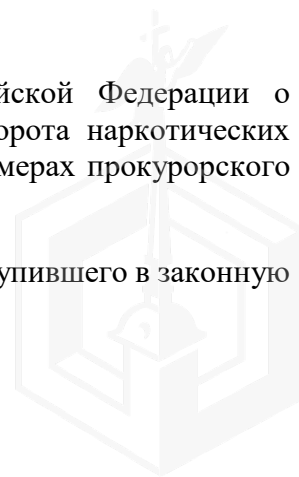 йской Федерации о
орота наркотических
мерах прокурорского
упившего в законную